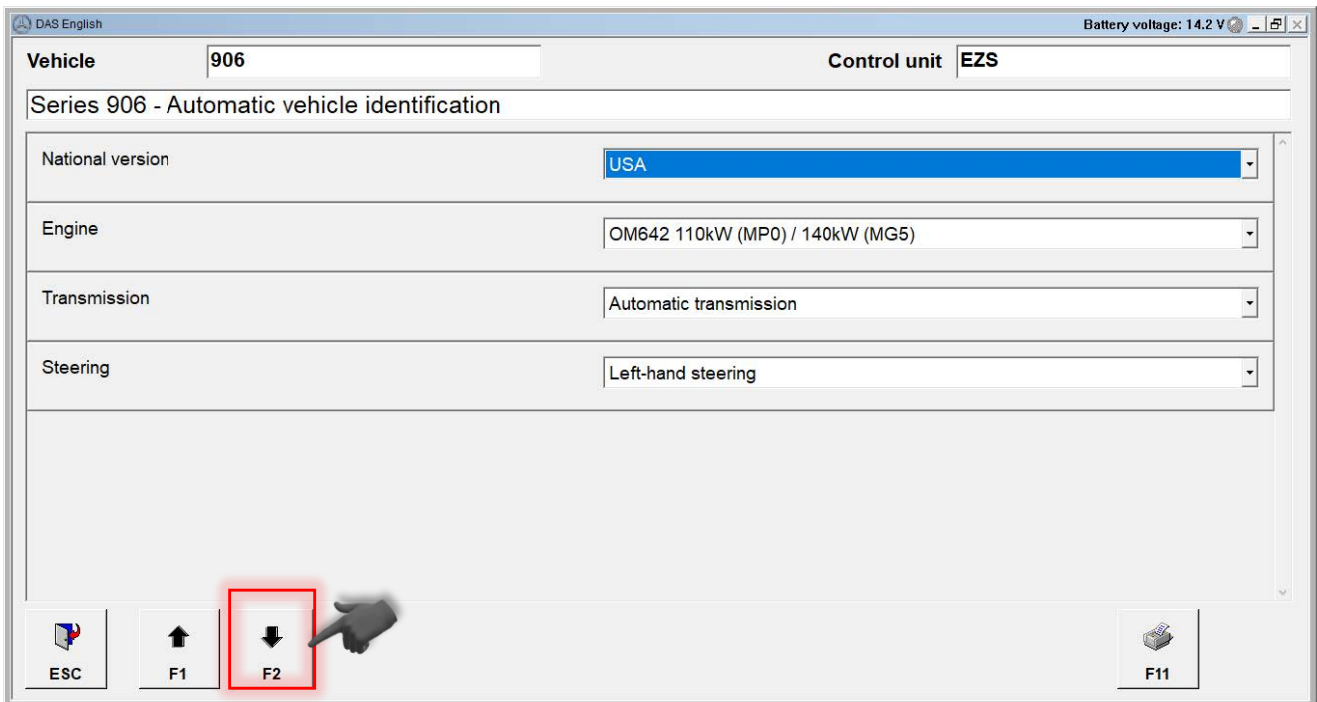 DAS English Battery voltage: 14.2 V
Vehicle 906 Control unit EZS
Series 906 - Automatic vehicle identification
National version USA
Engine OM642 110kW (MP0) / 140kW (MG5)
Transmission Automatic transmission
Steering Left-hand steering
ESC F1 F2 F11